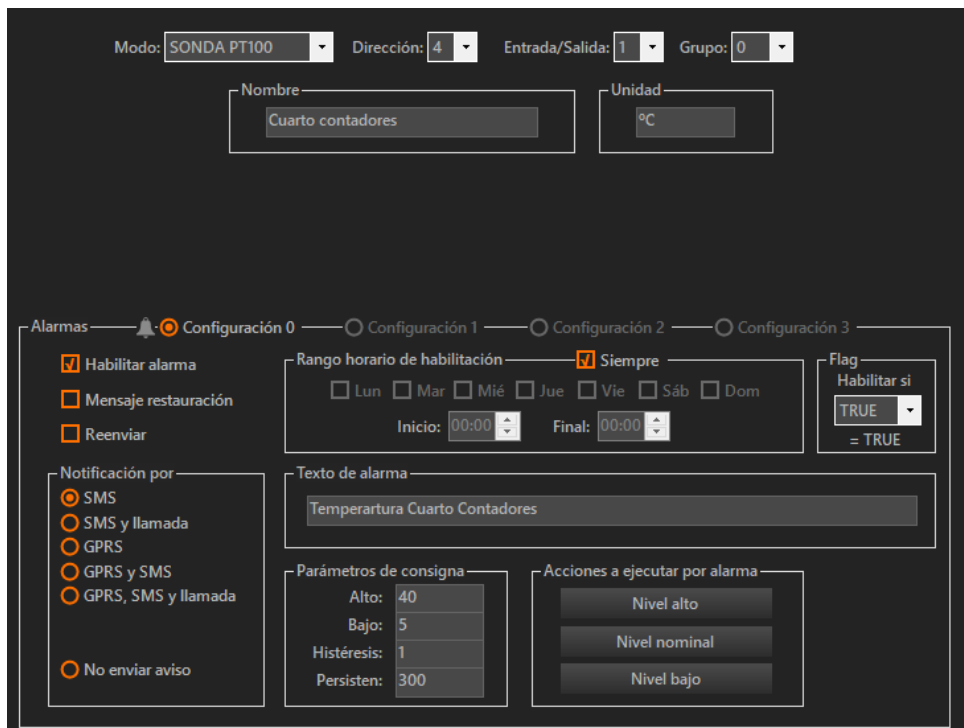 Modo: SONDA PT100 Dirección: 4 Entrada/Salida: 1 Grupo: 0
Nombre Unidad
Cuarto contadores ºC
Alarmas Configuración 0 Configuración 1 Configuración 2 Configuración 3
Habilitar alarma
Mensaje restauración
Reenviar
Rango horario de habilitación Siempre
Lun Mar Mié Jue Vie Sáb Dom
Inicio: 00:00 Final: 00:00
Flag
Habilitar si
TRUE
= TRUE
Notificación por
SMS
SMS y llamada
GPRS
GPRS y SMS
GPRS, SMS y llamada
No enviar aviso
Texto de alarma
Temperartura Cuarto Contadores
Parámetros de consigna
Alto: 40
Bajo: 5
Histéresis: 1
Persisten: 300
Acciones a ejecutar por alarma
Nivel alto
Nivel nominal
Nivel bajo